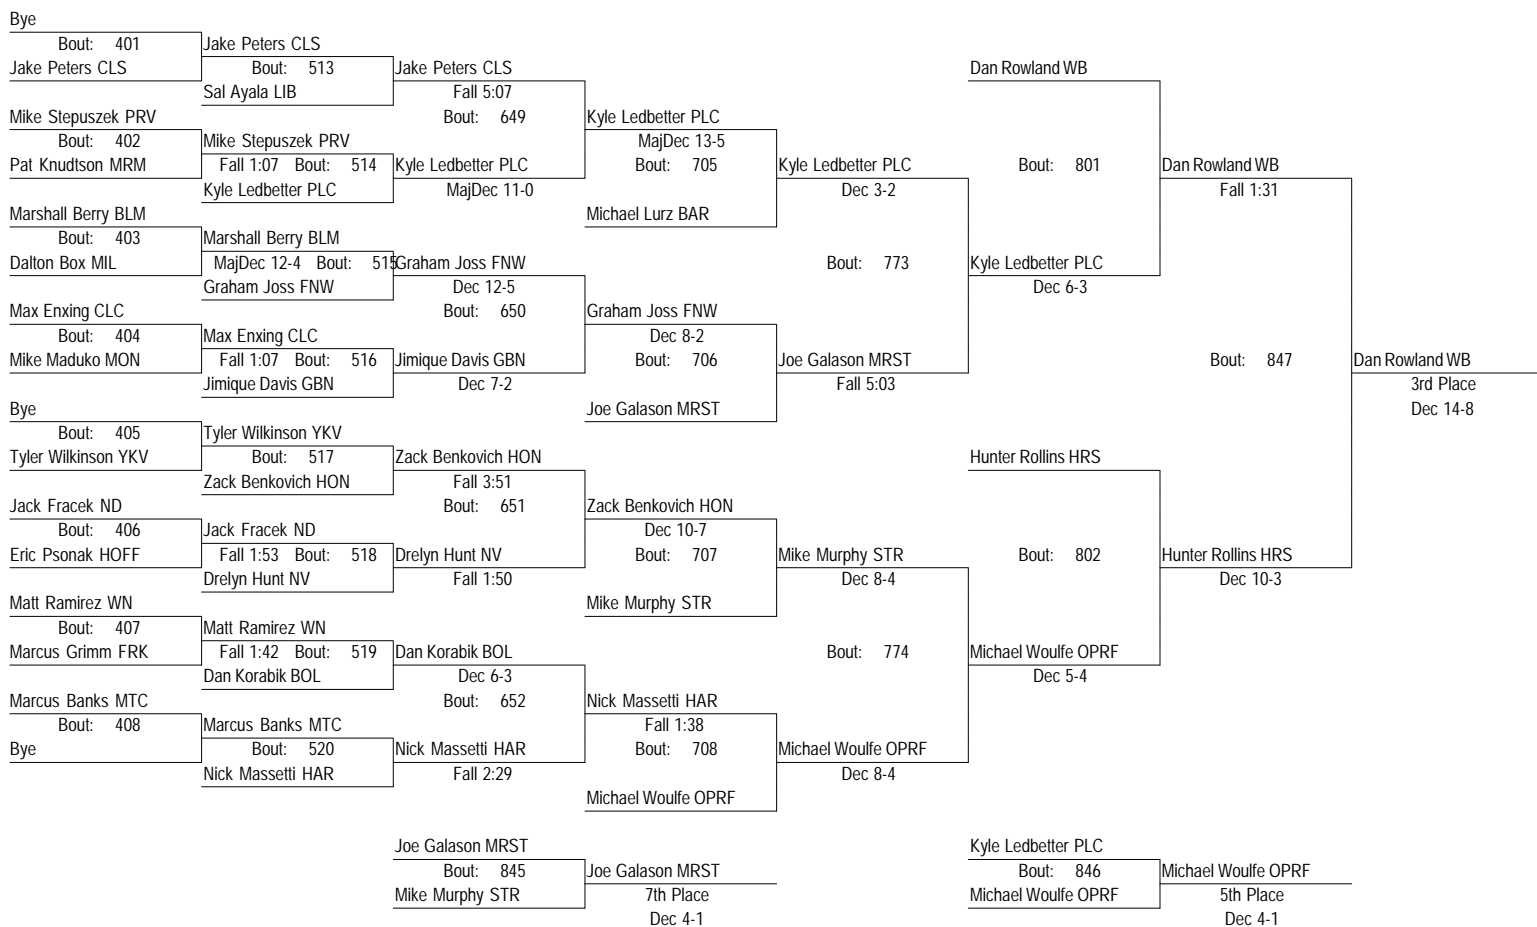 Bye
Bout: 401
Jake Peters CLS
Jake Peters CLS
Bout: 513
Jake Peters CLS
Dan Rowland WB
Sal Ayala LIB
Fall 5:07
Mike Stepuszek PRV
Bout: 649
Kyle Ledbetter PLC
Bout: 402
Mike Stepuszek PRV
MajDec 13-5
Pat Knudtson MRM
Fall 1:07 Bout: 514
Kyle Ledbetter PLC
Bout: 705
Kyle Ledbetter PLC
Bout: 801
Dan Rowland WB
Kyle Ledbetter PLC
MajDec 11-0
Dec 3-2
Fall 1:31
Marshall Berry BLM
Michael Lurz BAR
Bout: 403
Marshall Berry BLM
Dalton Box MIL
MajDec 12-4 Bout: 515
Graham Joss FNW
Bout: 773
Kyle Ledbetter PLC
Graham Joss FNW
Dec 12-5
Dec 6-3
Max Enxing CLC
Bout: 650
Graham Joss FNW
Bout: 404
Max Enxing CLC
Dec 8-2
Mike Maduko MON
Fall 1:07 Bout: 516
Jimique Davis GBN
Bout: 706
Joe Galason MRST
Bout: 847
Dan Rowland WB
Jimique Davis GBN
Dec 7-2
Fall 5:03
3rd Place
Bye
Joe Galason MRST
Dec 14-8
Bout: 405
Tyler Wilkinson YKV
Tyler Wilkinson YKV
Bout: 517
Zack Benkovich HON
Hunter Rollins HRS
Zack Benkovich HON
Fall 3:51
Jack Fracek ND
Bout: 651
Zack Benkovich HON
Bout: 406
Jack Fracek ND
Dec 10-7
Eric Psonak HOFF
Fall 1:53 Bout: 518
Drelyn Hunt NV
Bout: 707
Mike Murphy STR
Bout: 802
Hunter Rollins HRS
Drelyn Hunt NV
Fall 1:50
Dec 8-4
Dec 10-3
Matt Ramirez WN
Mike Murphy STR
Bout: 407
Matt Ramirez WN
Marcus Grimm FRK
Fall 1:42 Bout: 519
Dan Korabik BOL
Bout: 774
Michael Woulfe OPRF
Dan Korabik BOL
Dec 6-3
Dec 5-4
Marcus Banks MTC
Bout: 652
Nick Massetti HAR
Bout: 408
Marcus Banks MTC
Fall 1:38
Bye
Bout: 520
Nick Massetti HAR
Bout: 708
Michael Woulfe OPRF
Nick Massetti HAR
Fall 2:29
Dec 8-4
Michael Woulfe OPRF
Joe Galason MRST
Kyle Ledbetter PLC
Bout: 845
Joe Galason MRST
Bout: 846
Michael Woulfe OPRF
Mike Murphy STR
7th Place
Michael Woulfe OPRF
5th Place
Dec 4-1
Dec 4-1